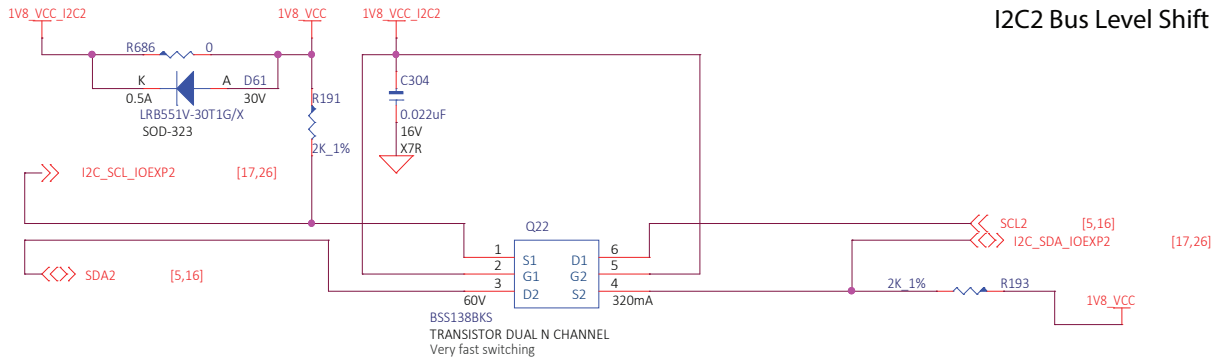 I2C2 Bus Level Shift
1V8_VCC_I2C2
1V8_VCC
1V8_VCC_I2C2
R686 0
K A D61
0.5A 30V
LRB551V-30T1G/X
SOD-323
R191
2K_1%
C304
0.022uF
16V
X7R
I2C_SCL_IOEXP2 [17,26]
SDA2 [5,16]
Q22
1 S1 D1 6
2 G1 G2 5
3 D2 S2 4
60V 320mA
BSS138BKS
TRANSISTOR DUAL N CHANNEL
Very fast switching
SCL2 [5,16]
I2C_SDA_IOEXP2 [17,26]
2K_1% R193
1V8_VCC